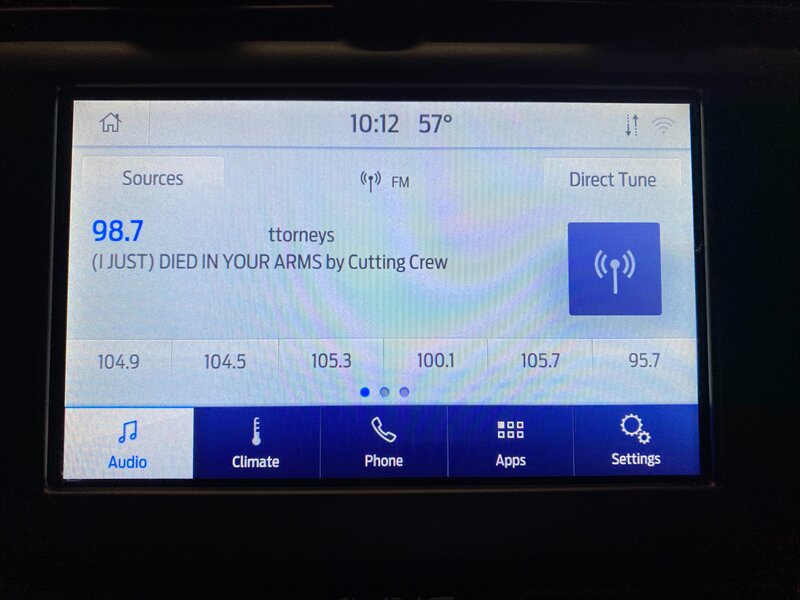 10:12 57°
Sources FM Direct Tune
98.7 ttorneys
(I JUST) DIED IN YOUR ARMS by Cutting Crew
104.9 104.5 105.3 100.1 105.7 95.7
Audio Climate Phone Apps Settings